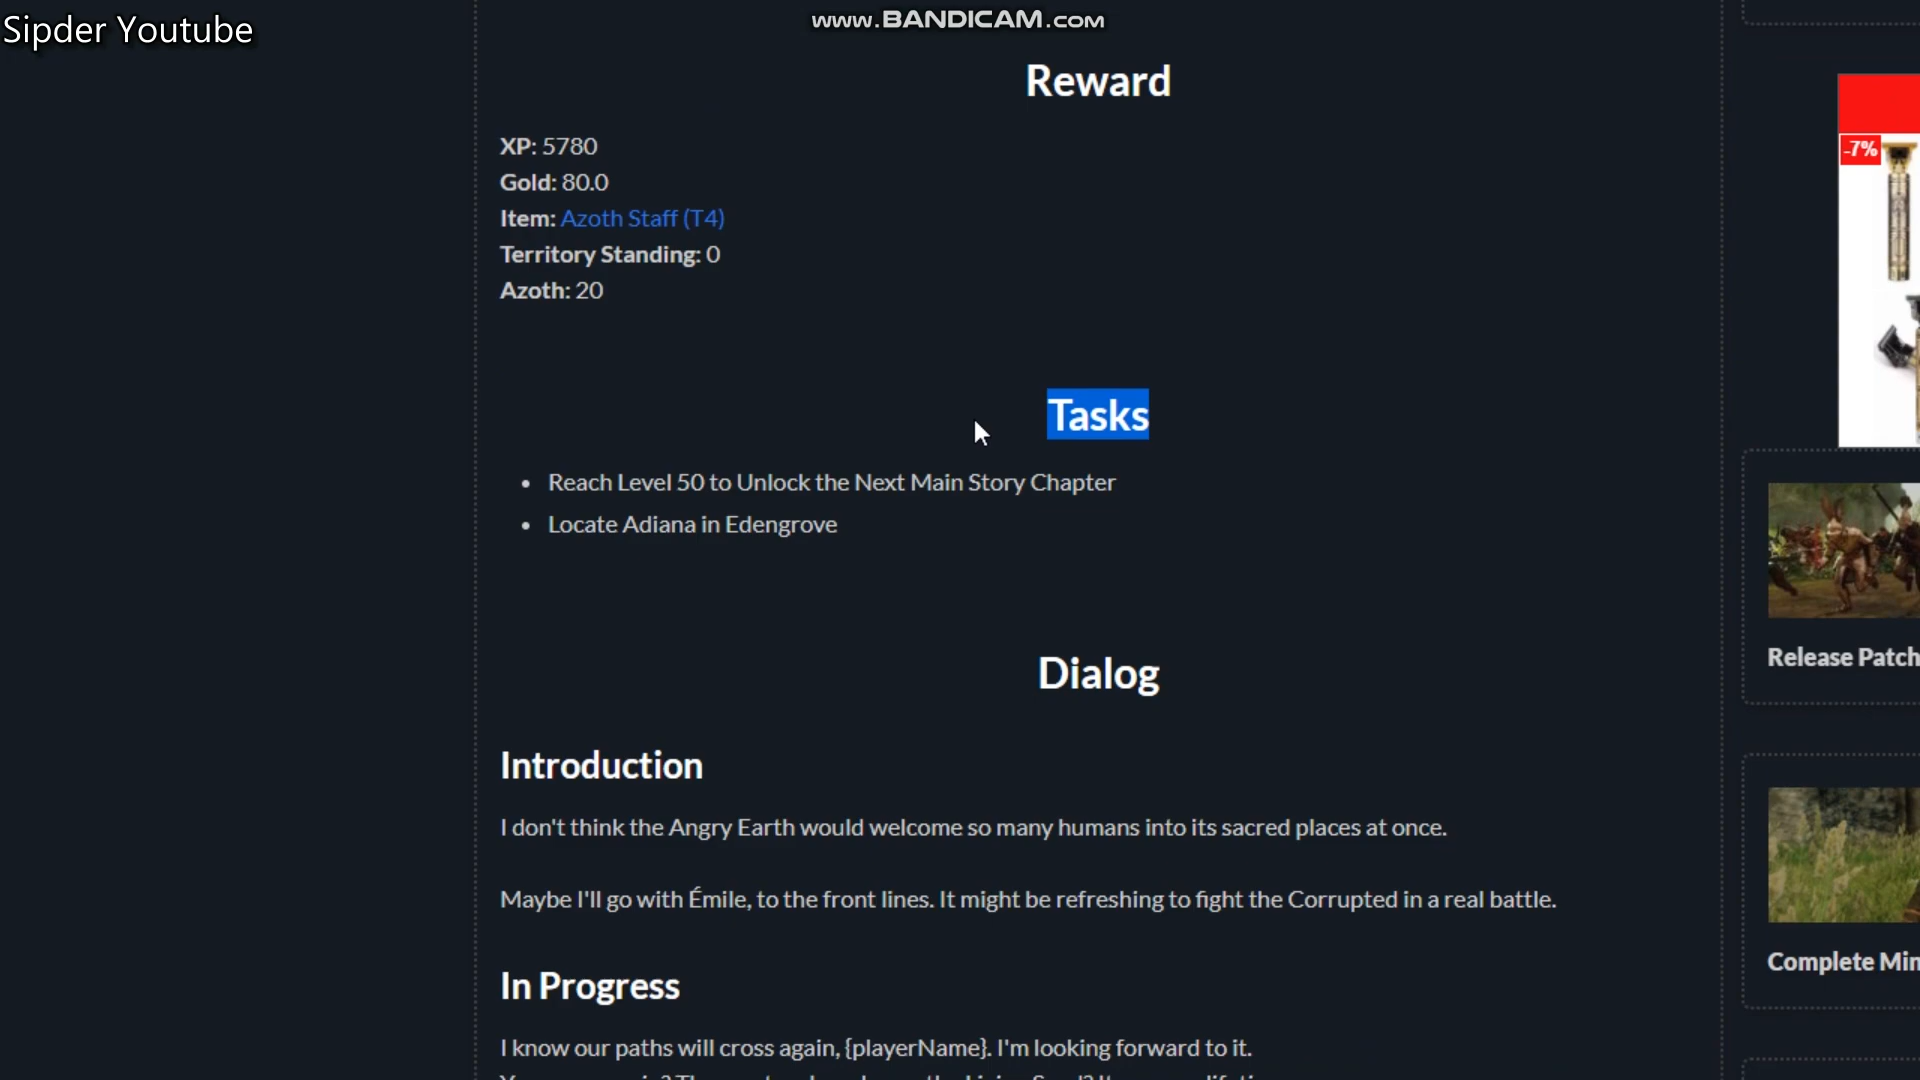 Sipder Youtube
www.BANDICAM.com
Reward
XP: 5780
Gold: 80.0
Item: Azoth Staff (T4)
Territory Standing: 0
Azoth: 20
-7%
Tasks
• Reach Level 50 to Unlock the Next Main Story Chapter
• Locate Adiana in Edengrove
Dialog
Release Patch
Introduction
I don't think the Angry Earth would welcome so many humans into its sacred places at once.
Maybe I'll go with Émile, to the front lines. It might be refreshing to fight the Corrupted in a real battle.
Complete Min
In Progress
I know our paths will cross again, {playerName}. I'm looking forward to it.